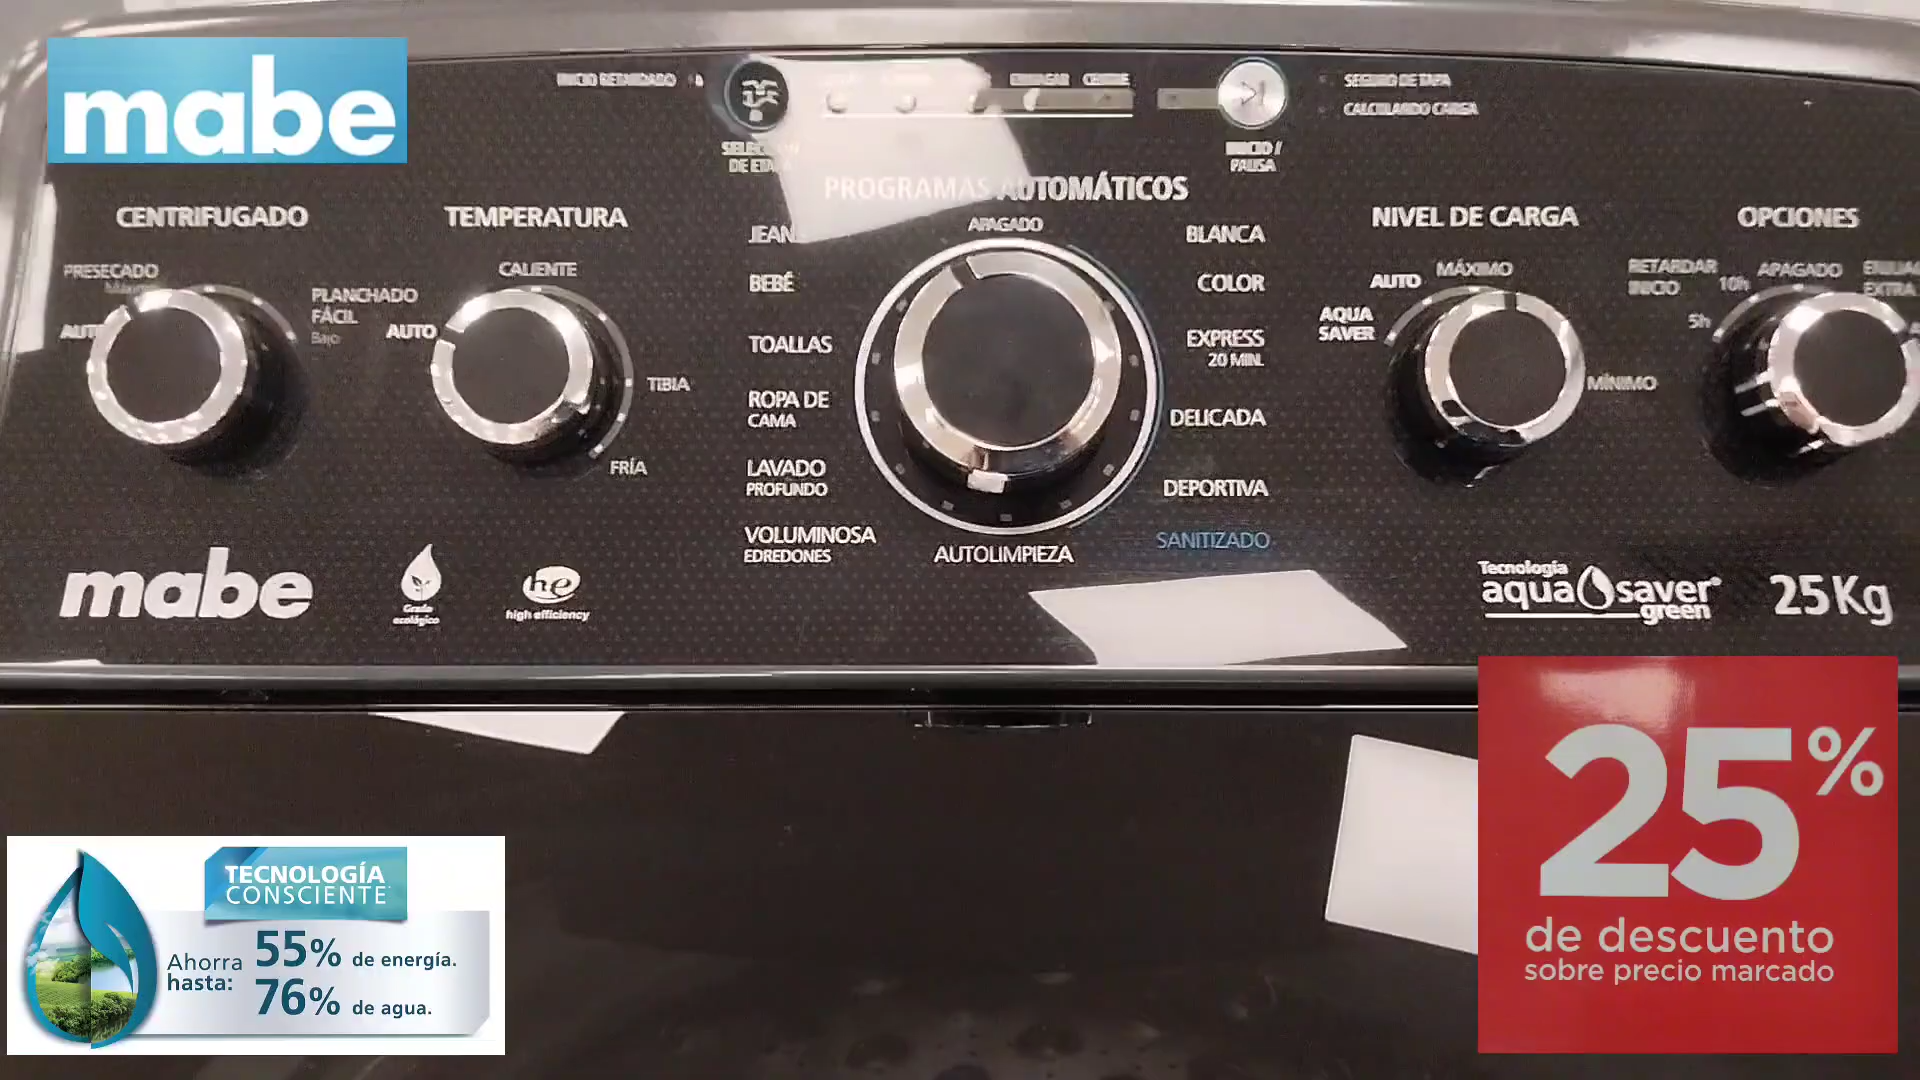 mabe
INICIO RETARDADO
ENJUAGAR
SEGURO DE TAPA
CALCULANDO CARGA
DE
INICIO /
PAUSA
PROGRAMAS AUTOMÁTICOS
CENTRIFUGADO
TEMPERATURA
NIVEL DE CARGA
OPCIONES
PRESECADO
Máximo
AUTO
PLANCHADO
FÁCIL
Bajo
CALIENTE
AUTO
TIBIA
FRÍA
APAGADO
JEANS
BEBÉ
TOALLAS
ROPA DE
CAMA
LAVADO
PROFUNDO
VOLUMINOSA
EDREDONES
AUTOLIMPIEZA
BLANCA
COLOR
EXPRESS
20 MIN.
DELICADA
DEPORTIVA
SANITIZADO
MÁXIMO
AUTO
AQUA
SAVER
MÍNIMO
RETARDAR
INICIO
10h
5h
APAGADO
EXTRA
mabe
Grado
ecológico
he
high efficiency
Tecnología
aqua saver®
green
25Kg
TECNOLOGÍA
CONSCIENTE
Ahorra
hasta:
55% de energía.
76% de agua.
25%
de descuento
sobre precio marcado